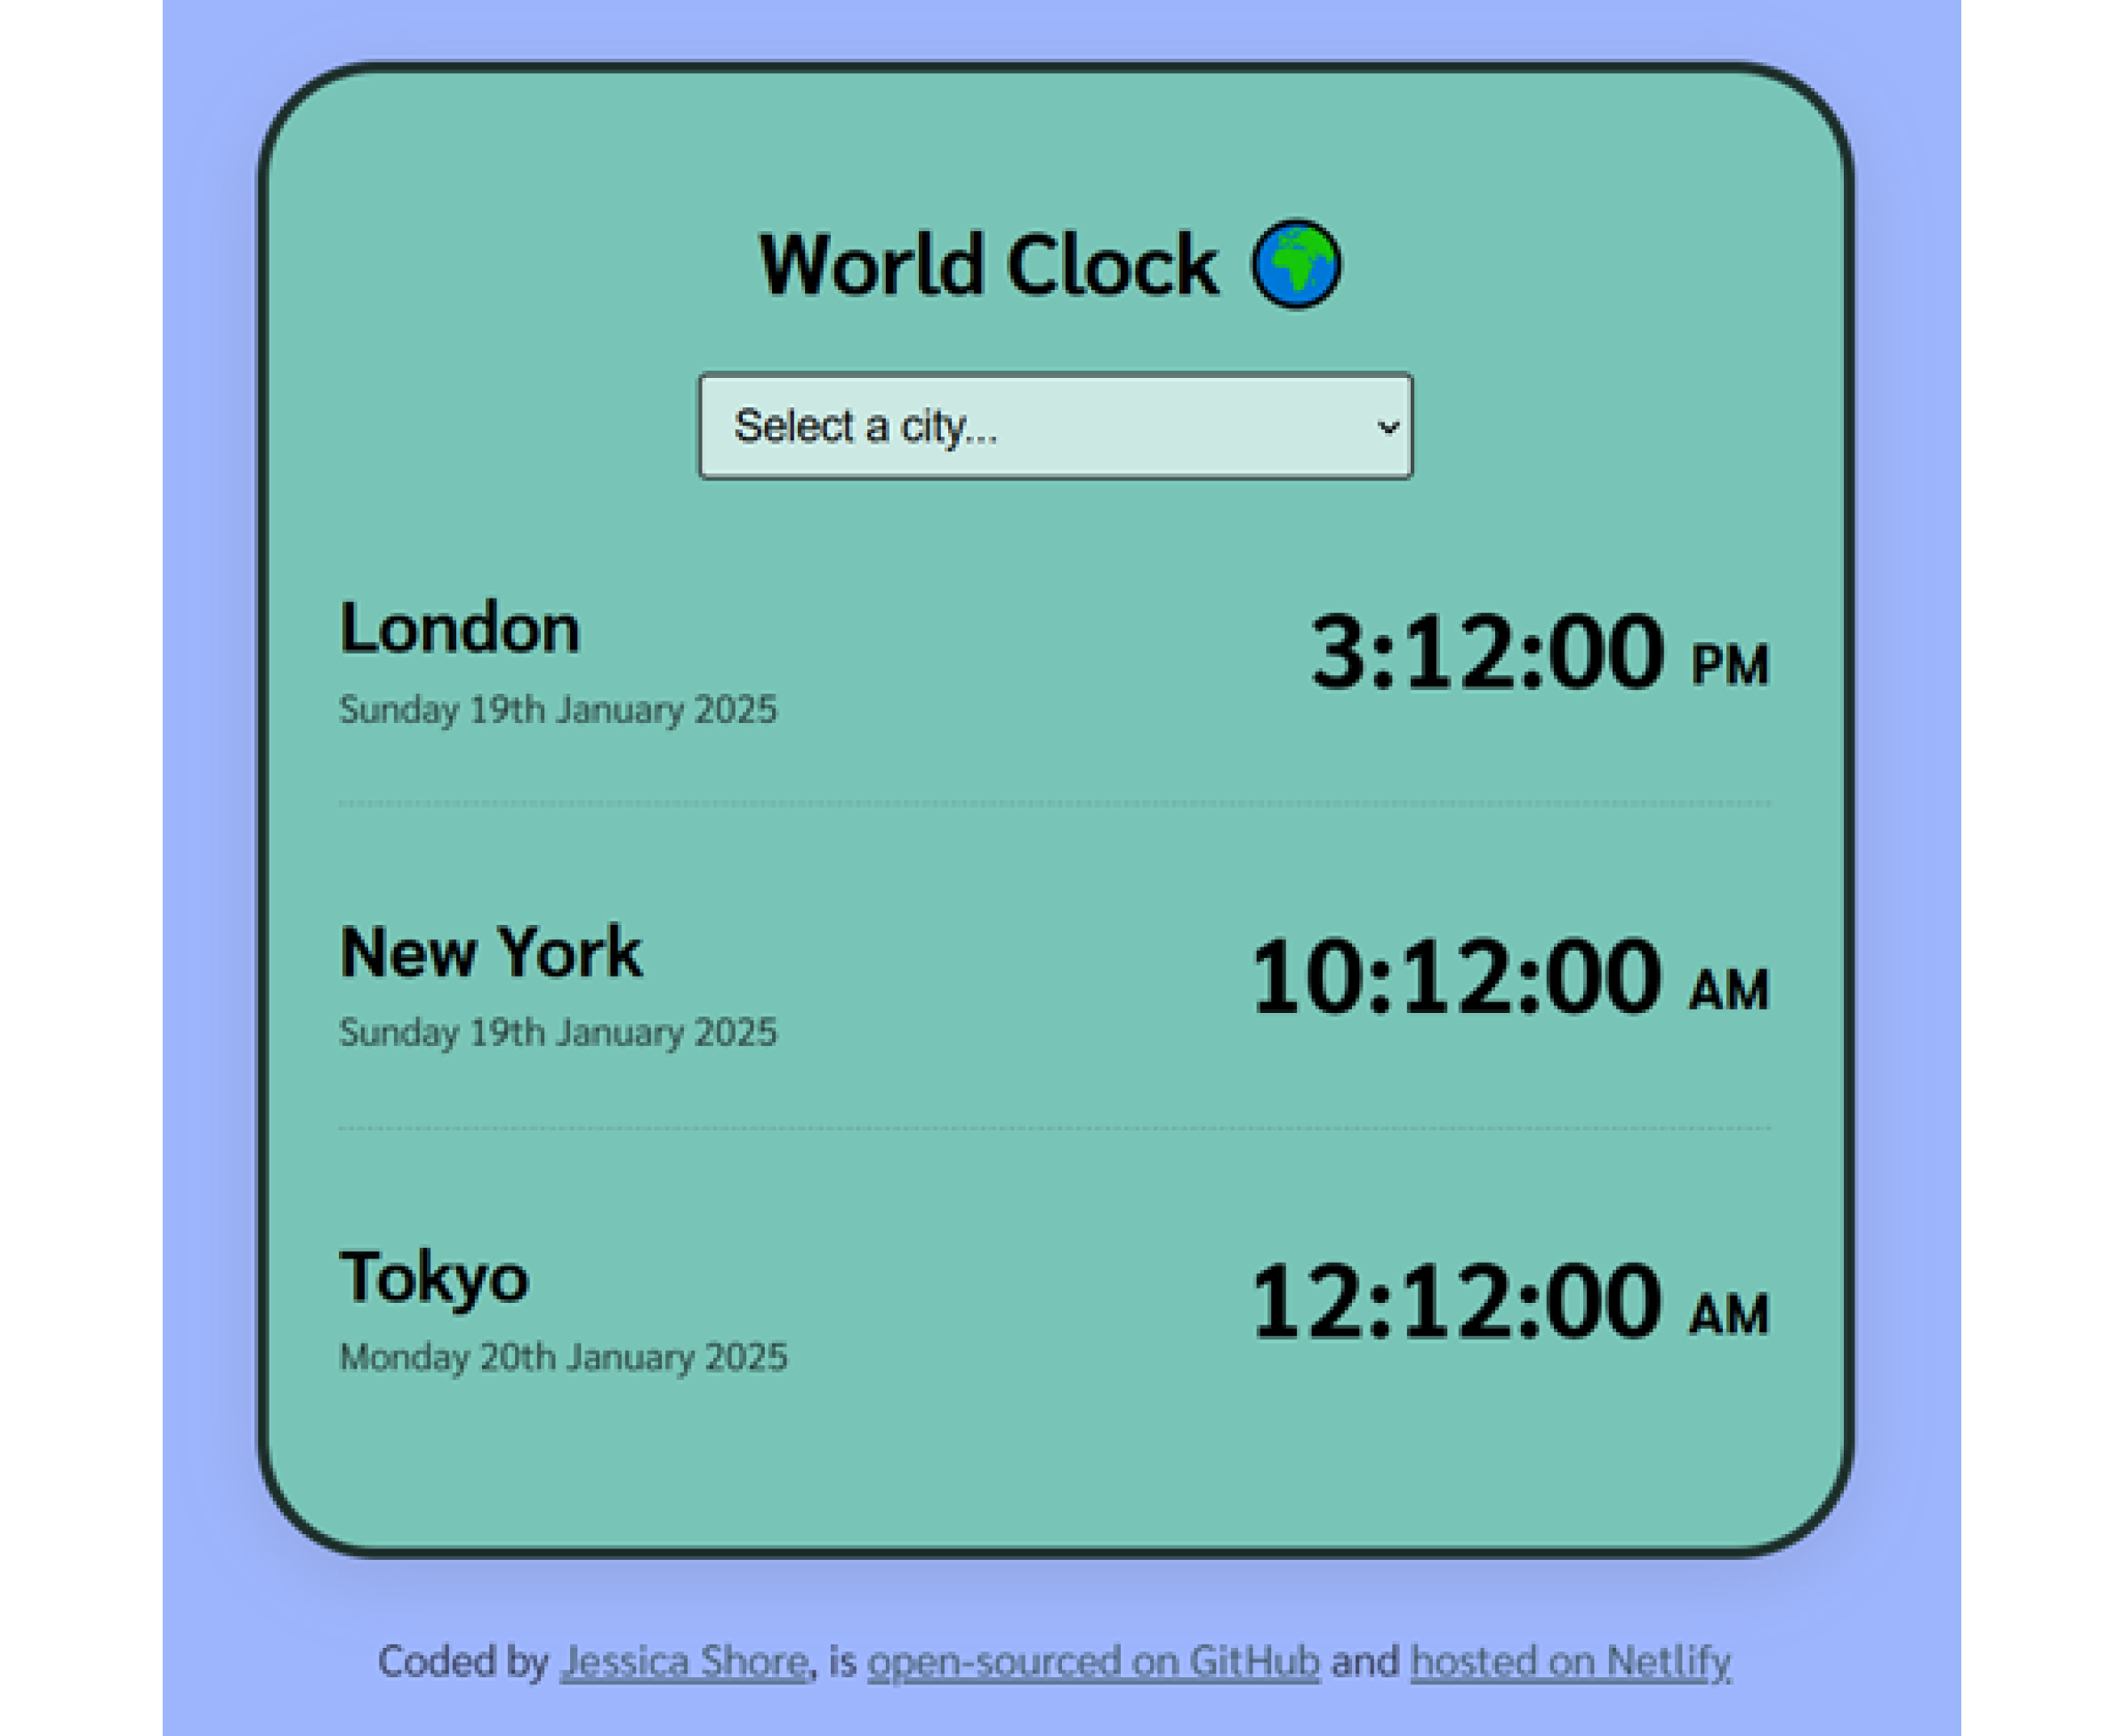 World Clock 🌍
Select a city...
London
3:12:00 PM
Sunday 19th January 2025
New York
10:12:00 AM
Sunday 19th January 2025
Tokyo
12:12:00 AM
Monday 20th January 2025
Coded by Jessica Shore, is open-sourced on GitHub and hosted on Netlify